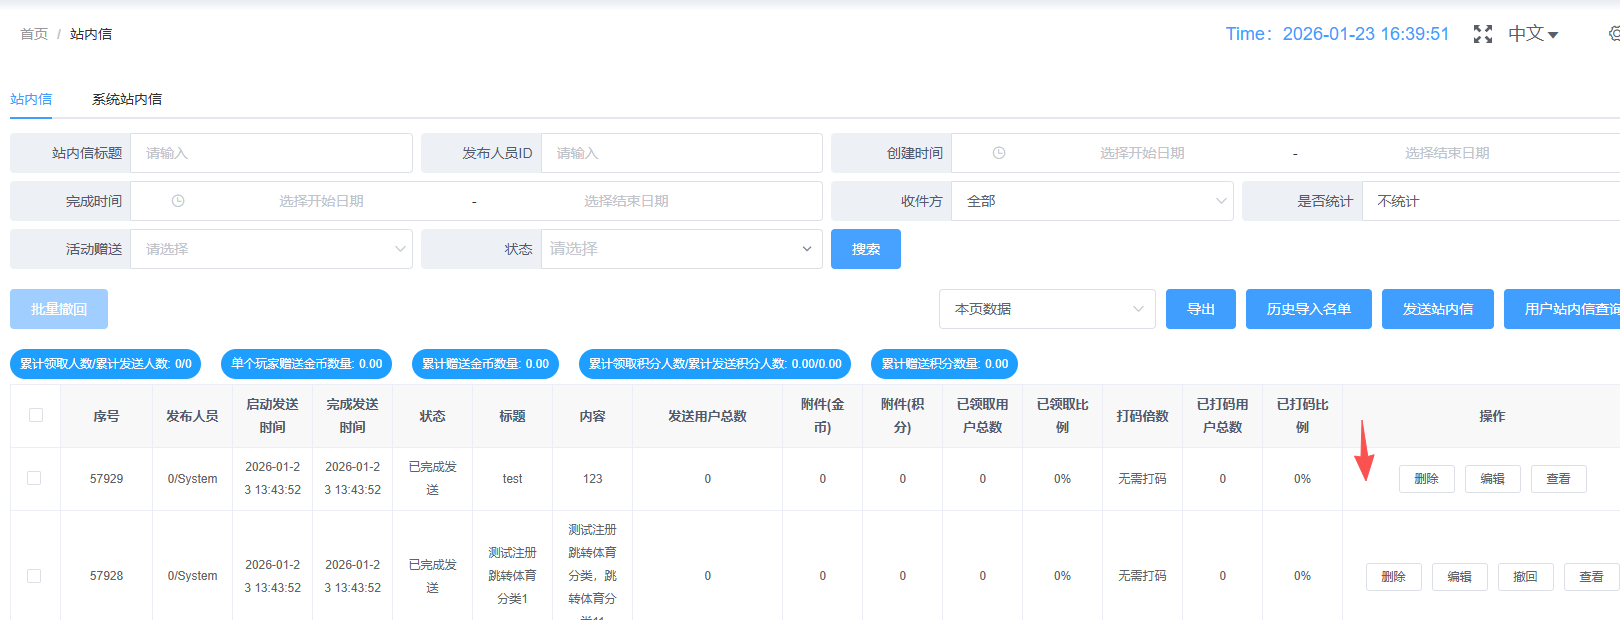 首页 / 站内信
Time：2026-01-23 16:39:51 中文
站内信 系统站内信
站内信标题 请输入 发布人员ID 请输入 创建时间 选择开始日期 - 选择结束日期
完成时间 选择开始日期 - 选择结束日期 收件方 全部 是否统计 不统计
活动赠送 请选择 状态 请选择 搜索
批量撤回 本页数据 导出 历史导入名单 发送站内信 用户站内信查询
累计领取人数/累计发送人数: 0/0 单个玩家赠送金币数量: 0.00 累计赠送金币数量: 0.00 累计领取积分人数/累计发送积分人数: 0.00/0.00 累计赠送积分数量: 0.00
序号 发布人员 启动发送时间 完成发送时间 状态 标题 内容 发送用户总数 附件(金币) 附件(积分) 已领取用户总数 已领取比例 打码倍数 已打码用户总数 已打码比例 操作
57929 0/System 2026-01-23 13:43:52 2026-01-23 13:43:52 已完成发送 test 123 0 0 0 0 0% 无需打码 0 0% 删除 编辑 查看
57928 0/System 2026-01-23 13:43:52 2026-01-23 13:43:52 已完成发送 测试注册跳转体育分类1 测试注册跳转体育分类，跳转体育分 0 0 0 0 0% 无需打码 0 0% 删除 编辑 撤回 查看